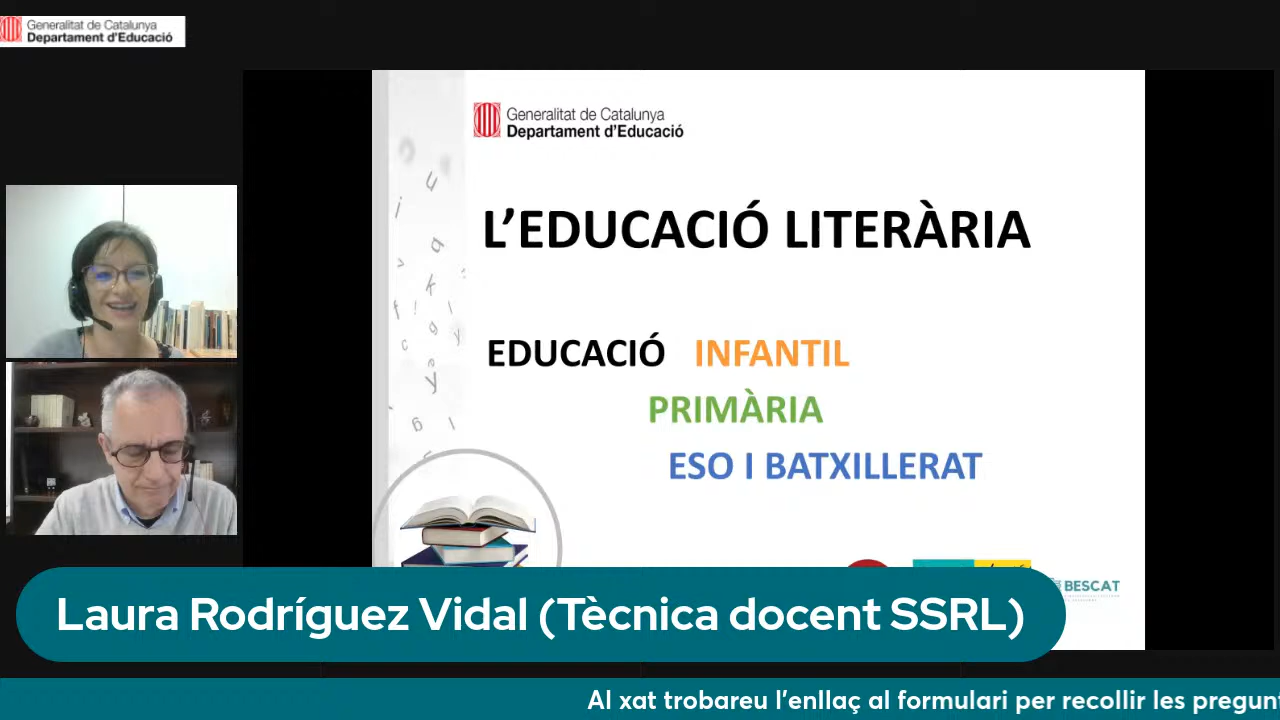 Generalitat de Catalunya
Departament d'Educació
Generalitat de Catalunya
Departament d'Educació
L'EDUCACIÓ LITERÀRIA
EDUCACIÓ INFANTIL
PRIMÀRIA
ESO I BATXILLERAT
BESCAT
Laura Rodríguez Vidal (Tècnica docent SSRL)
Al xat trobareu l'enllaç al formulari per recollir les pregun